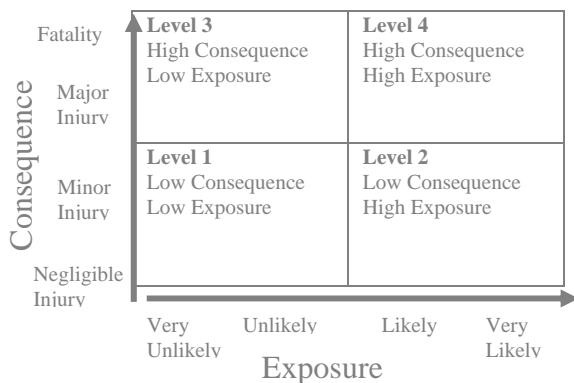 Fatality
Major
Injury
Consequence
Minor
Injury
Negligible
Injury
Level 3
High Consequence
Low Exposure
Level 4
High Consequence
High Exposure
Level 1
Low Consequence
Low Exposure
Level 2
Low Consequence
High Exposure
Very
Unlikely
Unlikely
Likely
Very
Likely
Exposure